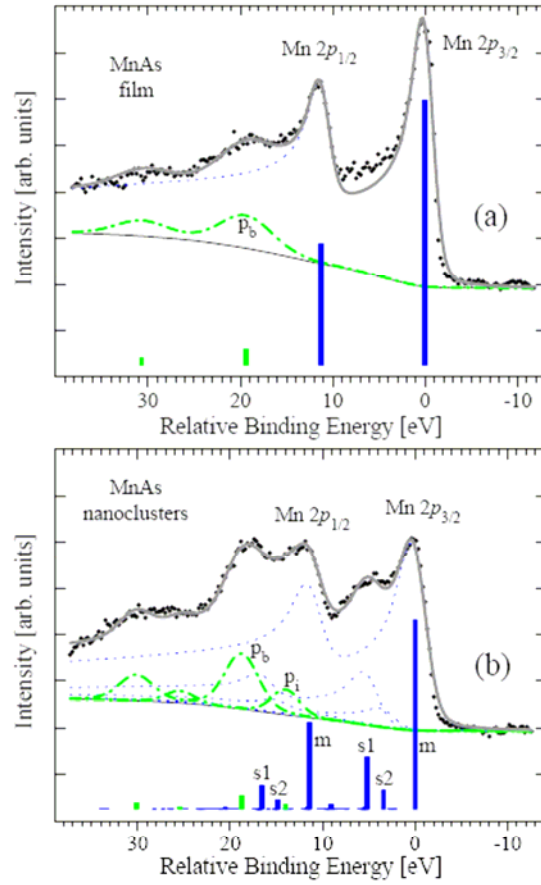 MnAs
film
Mn 2p1/2
Mn 2p3/2
(a)
pb
Intensity [arb. units]
30 20 10 0 -10
Relative Binding Energy [eV]
MnAs
nanoclusters
Mn 2p1/2
Mn 2p3/2
(b)
pb
pi
s1
s2
m
s1
s2
m
Intensity [arb. units]
30 20 10 0 -10
Relative Binding Energy [eV]